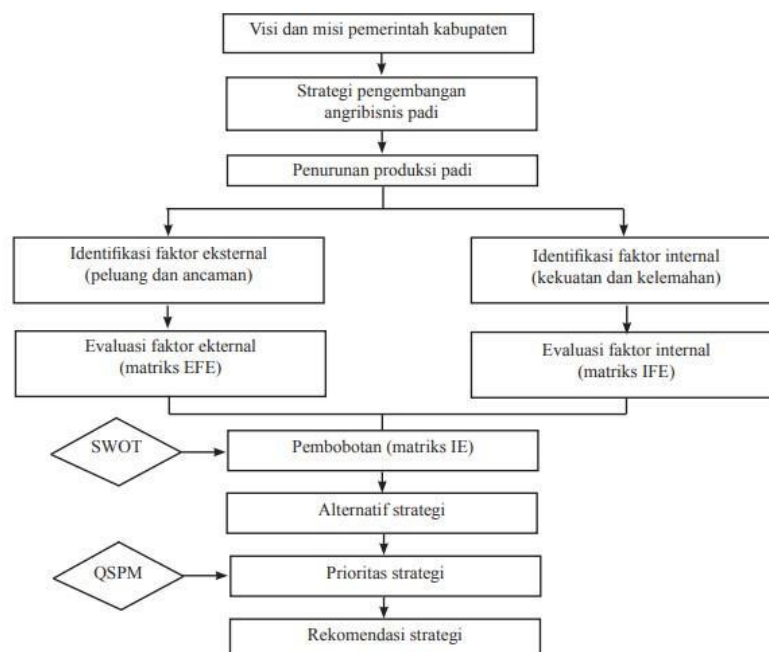 Visi dan misi pemerintah kabupaten
Strategi pengembangan
angribisnis padi
Penurunan produksi padi
Identifikasi faktor eksternal
(peluang dan ancaman)
Identifikasi faktor internal
(kekuatan dan kelemahan)
Evaluasi faktor ekternal
(matriks EFE)
Evaluasi faktor internal
(matriks IFE)
SWOT
Pembobotan (matriks IE)
Alternatif strategi
QSPM
Prioritas strategi
Rekomendasi strategi